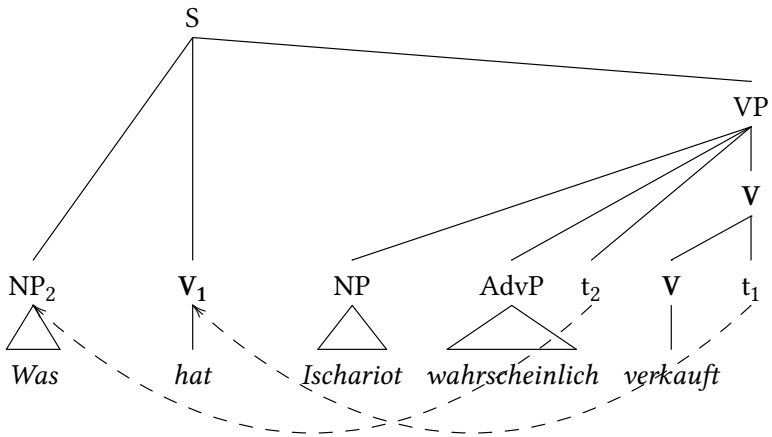 S
VP
V
NP₂ V₁ NP AdvP t₂ V t₁
Was hat Ischariot wahrscheinlich verkauft